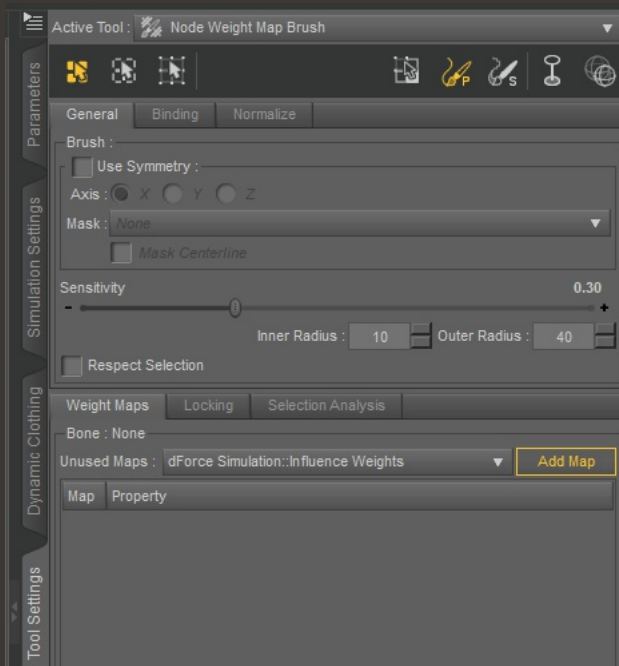 Active Tool : Node Weight Map Brush
P S
General Binding Normalize
Brush :
Use Symmetry :
Axis : X Y Z
Mask : None
Mask Centerline
Sensitivity 0.30
- +
Inner Radius : 10 Outer Radius : 40
Respect Selection
Weight Maps Locking Selection Analysis
Bone : None
Unused Maps : dForce Simulation::Influence Weights Add Map
Map Property
Parameters
Simulation Settings
Dynamic Clothing
Tool Settings